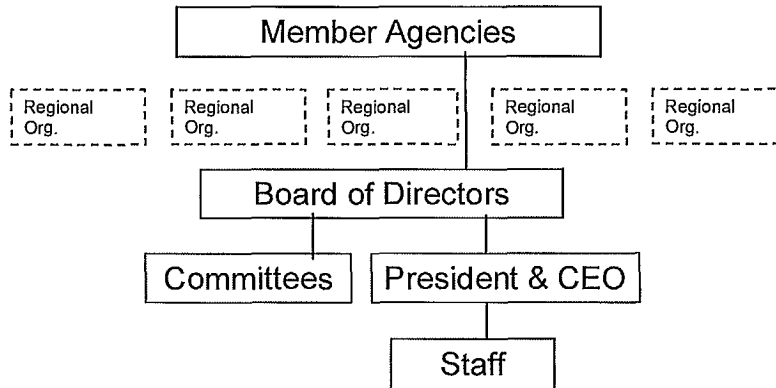 Member Agencies
Regional
Org.
Regional
Org.
Regional
Org.
Regional
Org.
Regional
Org.
Board of Directors
Committees
President & CEO
Staff